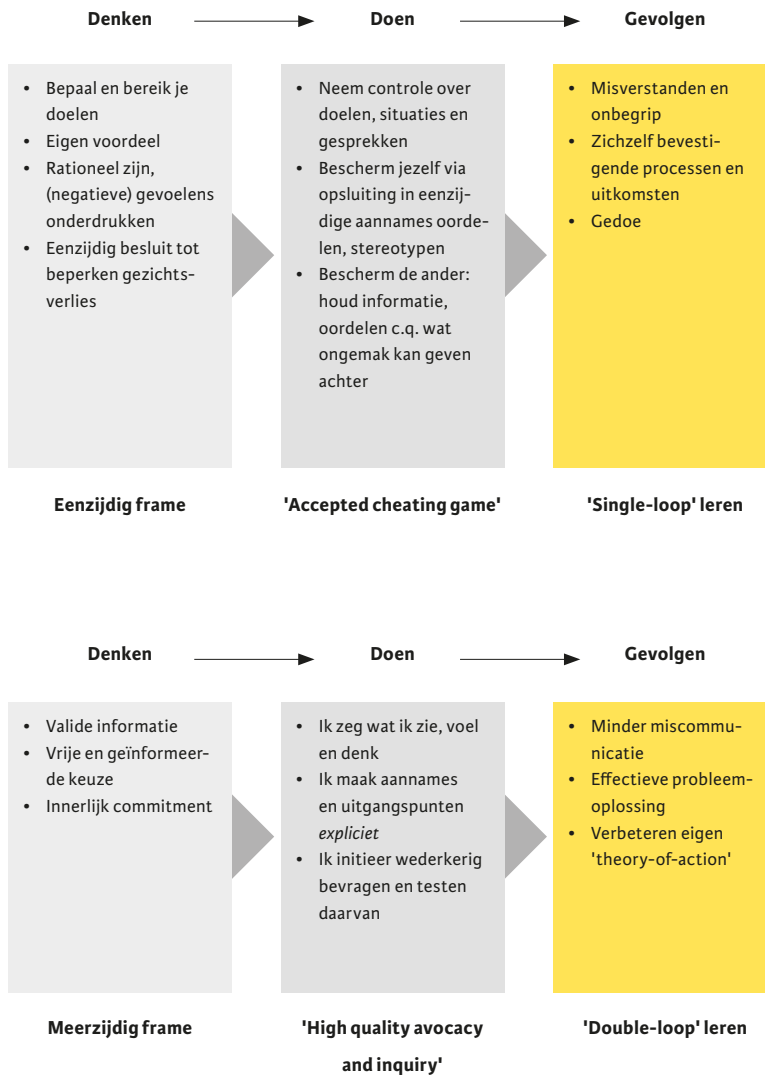 Denken
Doen
Gevolgen
• Bepaal en bereik je
doelen
• Eigen voordeel
• Rationeel zijn,
(negatieve) gevoelens
onderdrukken
• Eenzijdig besluit tot
beperken gezichts-
verlies
• Neem controle over
doelen, situaties en
gesprekken
• Bescherm jezelf via
opsluiting in eenzij-
dige aannames oorde-
len, stereotypen
• Bescherm de ander:
houd informatie,
oordelen c.q. wat
ongemak kan geven
achter
• Misverstanden en
onbegrip
• Zichzelf bevesti-
gende processen en
uitkomsten
• Gedoe
Eenzijdig frame
'Accepted cheating game'
'Single-loop' leren
Denken
Doen
Gevolgen
• Valide informatie
• Vrije en geïnformeer-
de keuze
• Innerlijk commitment
• Ik zeg wat ik zie, voel
en denk
• Ik maak aannames
en uitgangspunten
expliciet
• Ik initieer wederkerig
bevragen en testen
daarvan
• Minder miscommu-
nicatie
• Effectieve probleem-
oplossing
• Verbeteren eigen
'theory-of-action'
Meerzijdig frame
'High quality avocacy
and inquiry'
'Double-loop' leren